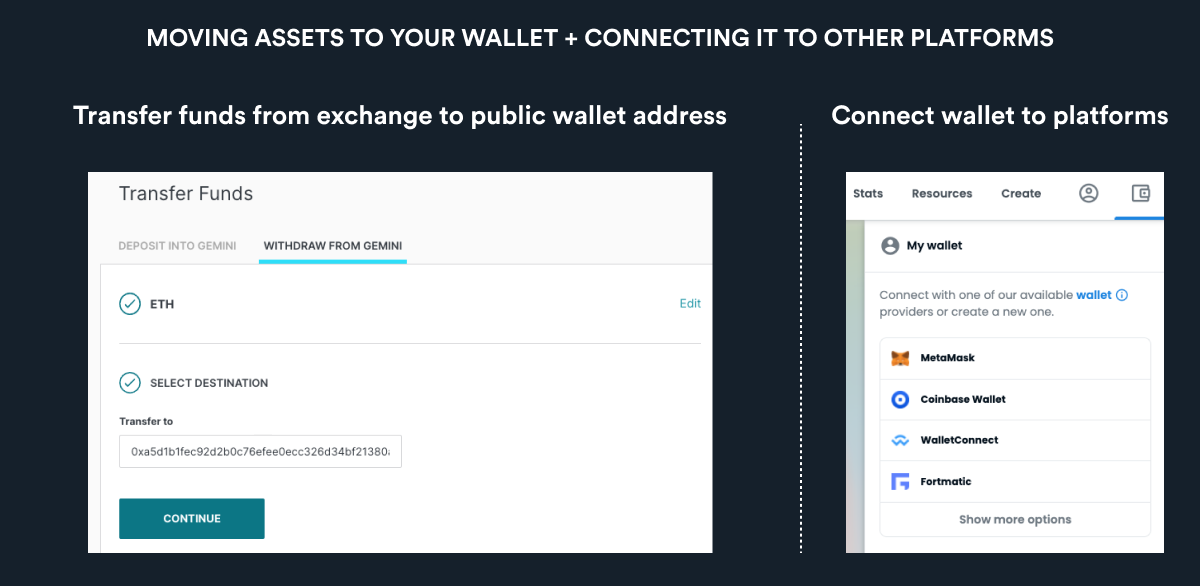 MOVING ASSETS TO YOUR WALLET + CONNECTING IT TO OTHER PLATFORMS
Transfer funds from exchange to public wallet address
Transfer Funds
DEPOSIT INTO GEMINI WITHDRAW FROM GEMINI
ETH Edit
SELECT DESTINATION
Transfer to
0xa5d1b1fec92d2b0c76efee0ecc326d34bf21380
CONTINUE
Connect wallet to platforms
Stats Resources Create
My wallet
Connect with one of our available wallet
providers or create a new one.
MetaMask
Coinbase Wallet
WalletConnect
Fortmatic
Show more options